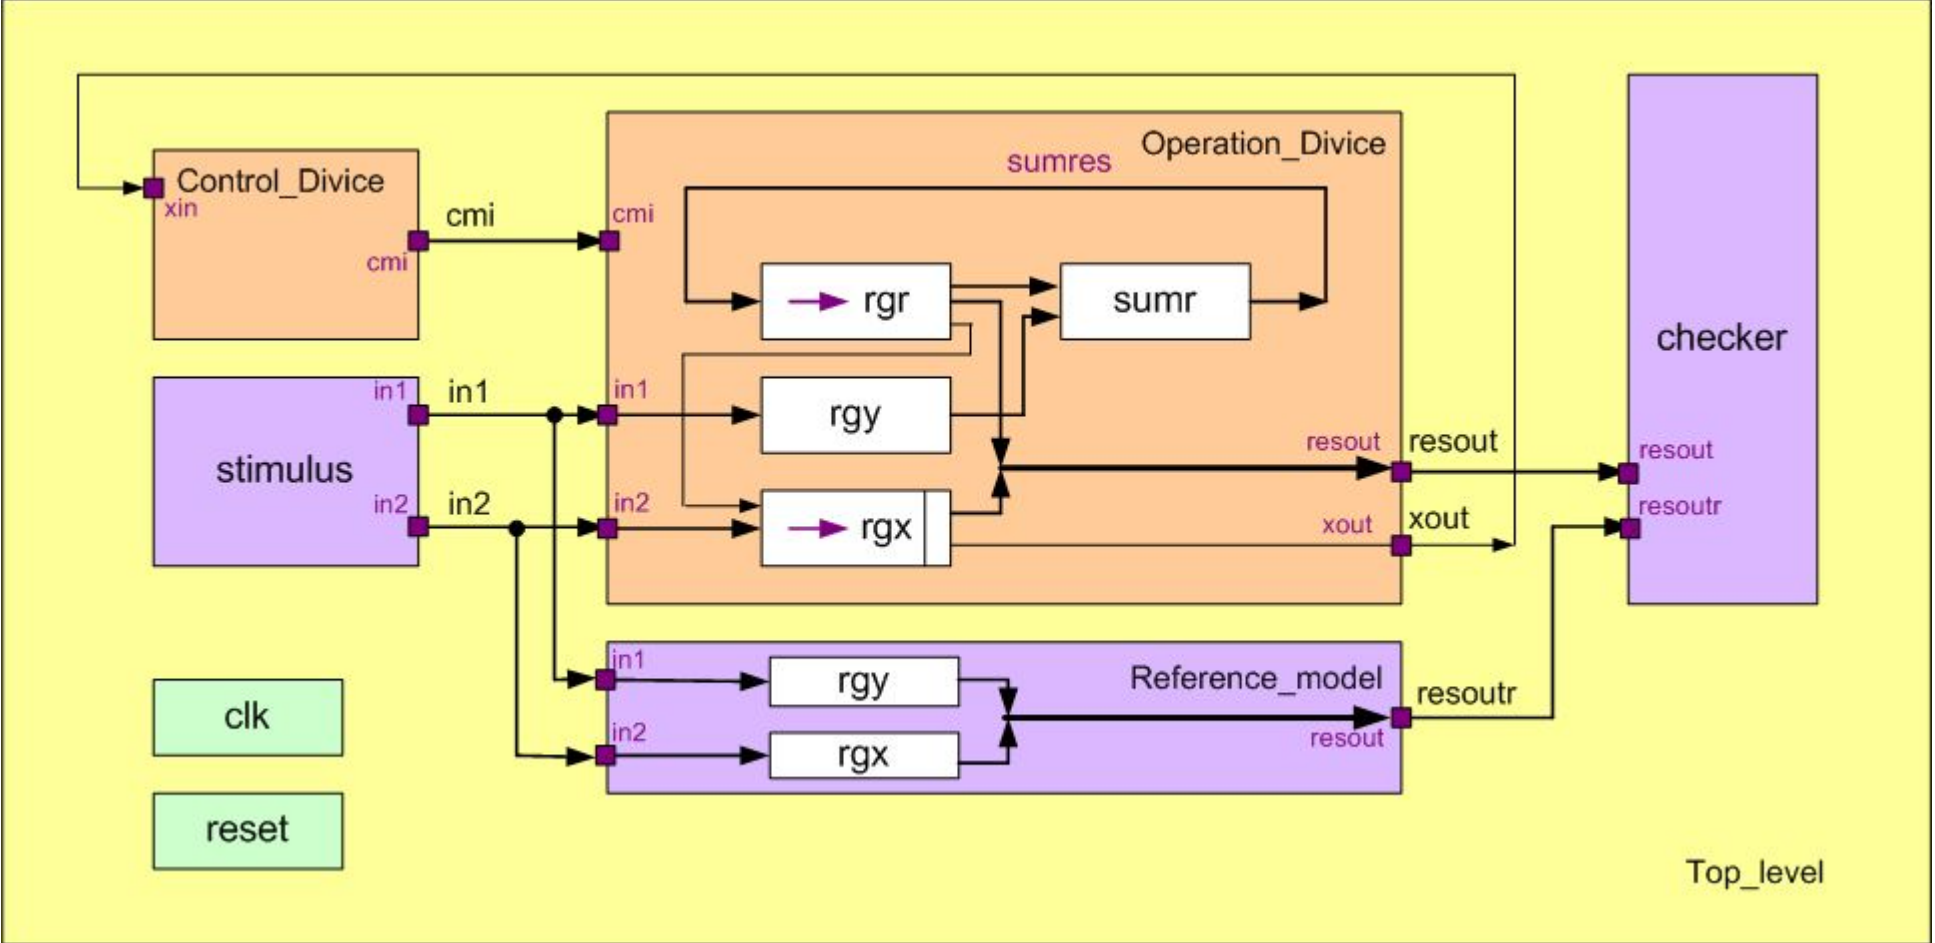 Operation_Divice
sumres
Control_Divice
xin
cmi
cmi
cmi
rgr
sumr
checker
in1
in1
in1
rgy
stimulus
resout
resout
resout
in2
in2
in2
rgx
xout
xout
resoutr
in1
rgy
Reference_model
resoutr
clk
in2
rgx
resout
reset
Top_level